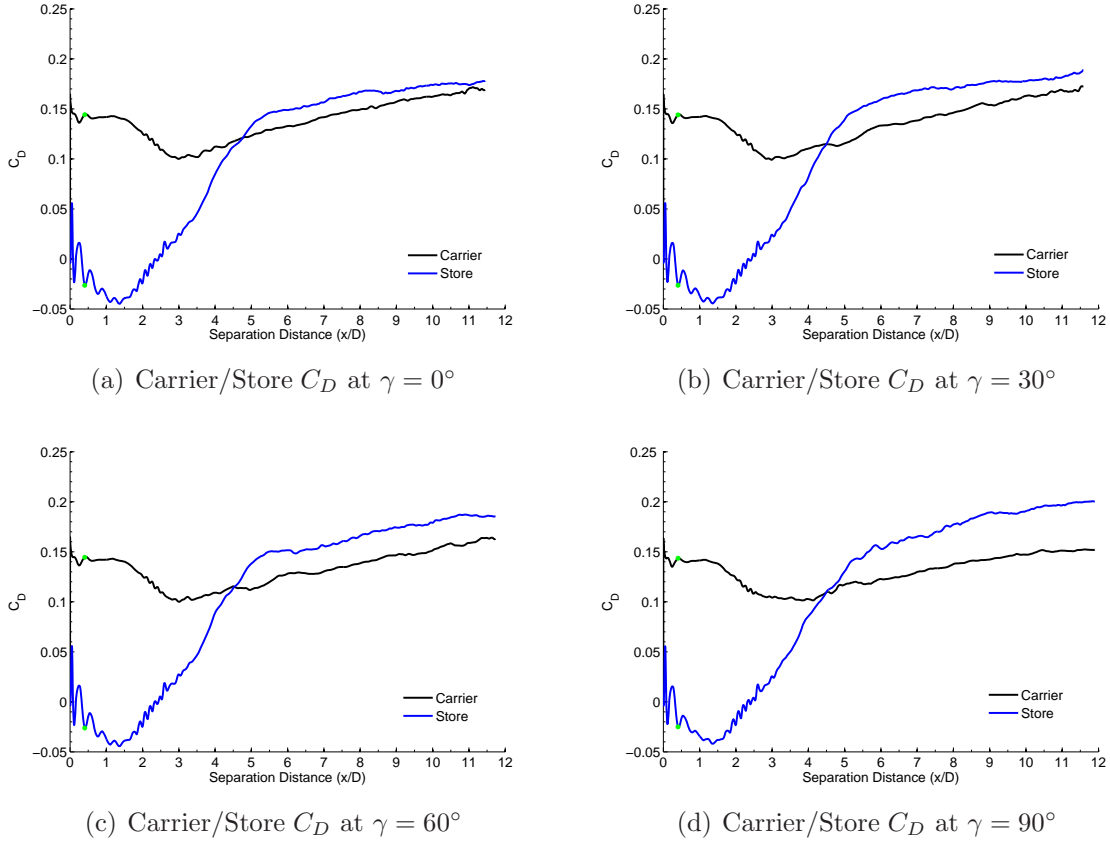 0.25
0.2
0.15
0.1
0.05
0
−0.05
C_D
Carrier
Store
0 1 2 3 4 5 6 7 8 9 10 11 12
Separation Distance (x/D)
(a) Carrier/Store C_D at γ = 0°
0.25
0.2
0.15
0.1
0.05
0
−0.05
C_D
Carrier
Store
0 1 2 3 4 5 6 7 8 9 10 11 12
Separation Distance (x/D)
(b) Carrier/Store C_D at γ = 30°
0.25
0.2
0.15
0.1
0.05
0
−0.05
C_D
Carrier
Store
0 1 2 3 4 5 6 7 8 9 10 11 12
Separation Distance (x/D)
(c) Carrier/Store C_D at γ = 60°
0.25
0.2
0.15
0.1
0.05
0
−0.05
C_D
Carrier
Store
0 1 2 3 4 5 6 7 8 9 10 11 12
Separation Distance (x/D)
(d) Carrier/Store C_D at γ = 90°